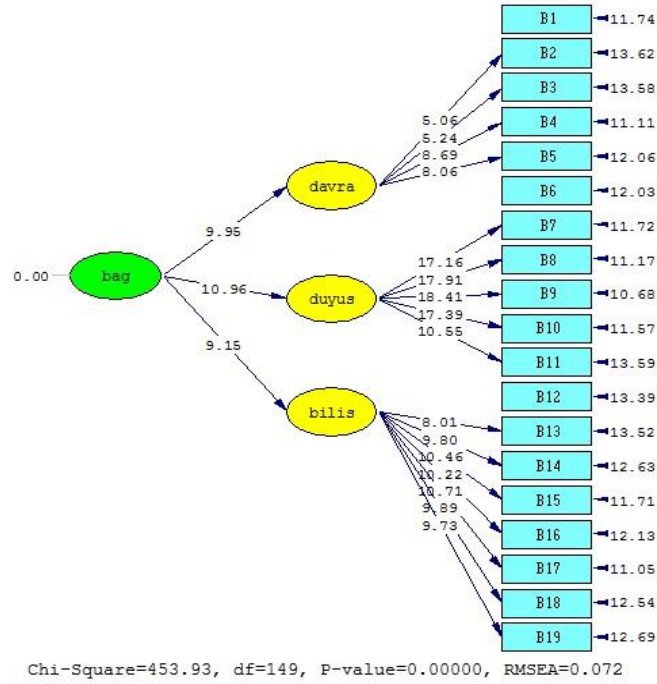 B1 11.74
B2 13.62
B3 13.58
5.06
B4 11.11
5.24
8.69
B5 12.06
8.06
davra
B6 12.03
B7 11.72
9.95
17.16
B8 11.17
17.91
0.00 bag
10.96
duyus
18.41
B9 10.68
17.39
B10 11.57
10.55
9.15
B11 13.59
B12 13.39
bilis
8.01
B13 13.52
9.80
10.46
B14 12.63
10.22
10.71
B15 11.71
9.89
9.73
B16 12.13
B17 11.05
B18 12.54
B19 12.69
Chi-Square=453.93, df=149, P-value=0.00000, RMSEA=0.072